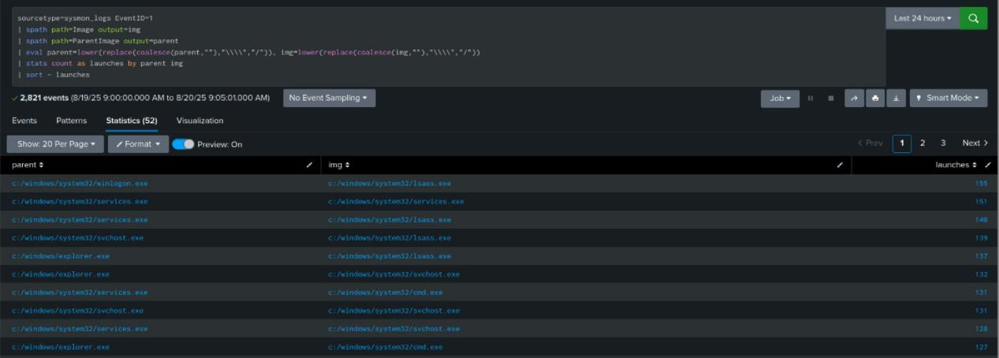 sourcetype=sysmon_logs EventID=1
| spath path=Image output=img
| spath path=ParentImage output=parent
| eval parent=lower(replace(coalesce(parent,""),"\\\\","/")), img=lower(replace(coalesce(img,""),"\\\\","/"))
| stats count as launches by parent img
| sort - launches
Last 24 hours
2,821 events (8/19/25 9:00:00.000 AM to 8/20/25 9:05:01.000 AM) No Event Sampling Job Smart Mode
Events Patterns Statistics (52) Visualization
Show: 20 Per Page Format Preview: On < Prev 1 2 3 Next >
parent img launches
c:/windows/system32/winlogon.exe c:/windows/system32/lsass.exe 155
c:/windows/system32/services.exe c:/windows/system32/services.exe 151
c:/windows/system32/services.exe c:/windows/system32/lsass.exe 140
c:/windows/system32/svchost.exe c:/windows/system32/lsass.exe 139
c:/windows/explorer.exe c:/windows/system32/lsass.exe 137
c:/windows/explorer.exe c:/windows/system32/svchost.exe 132
c:/windows/system32/services.exe c:/windows/system32/cmd.exe 131
c:/windows/system32/svchost.exe c:/windows/system32/svchost.exe 131
c:/windows/system32/services.exe c:/windows/system32/svchost.exe 128
c:/windows/explorer.exe c:/windows/system32/cmd.exe 127